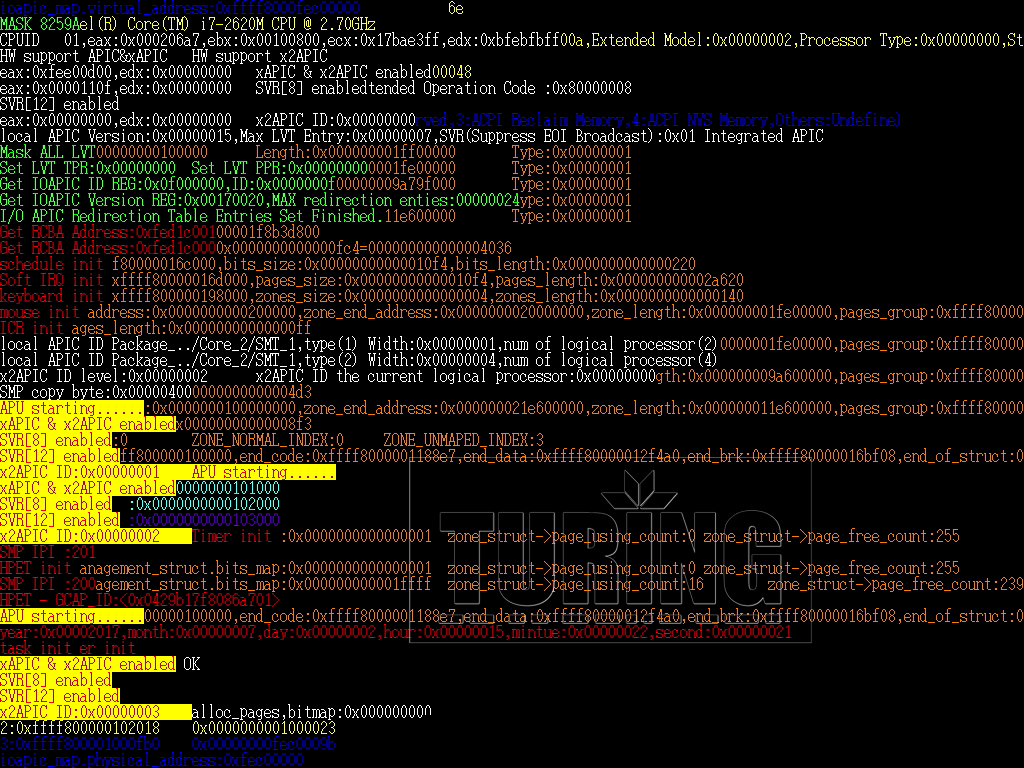 ioapic_map.virtual_address:0xffff8000fec00000 6e
MASK 8259Ael(R) Core(TM) i7-2620M CPU @ 2.70GHz
CPUID 01,eax:0x000206a7,ebx:0x00100800,ecx:0x17bae3ff,edx:0xbfebfbff00a,Extended Model:0x00000002,Processor Type:0x00000000,St
HW support APIC&xAPIC HW support x2APIC
eax:0xfee00d00,edx:0x00000000 xAPIC & x2APIC enabled00048
eax:0x0000110f,edx:0x00000000 SVR[8] enabledtended Operation Code :0x80000008
SVR[12] enabled
eax:0x00000000,edx:0x00000000 x2APIC ID:0x00000000rved,3:ACPI Reclaim Memory,4:ACPI NVS Memory,Others:Undefine)
local APIC Version:0x00000015,Max LVT Entry:0x00000007,SVR(Suppress EOI Broadcast):0x01 Integrated APIC
Mask ALL LVT00000000100000 Length:0x000000001ff00000 Type:0x00000001
Set LVT TPR:0x00000000 Set LVT PPR:0x000000000001fe00000 Type:0x00000001
Get IOAPIC ID REG:0x0f000000,ID:0x0000000f00000009a79f000 Type:0x00000001
Get IOAPIC Version REG:0x00170020,MAX redirection enties:00000024ype:0x00000001
I/O APIC Redirection Table Entries Set Finished.11e600000 Type:0x00000001
Get RCBA Address:0xfed1c00100001f8b3d800
Get RCBA Address:0xfed1c0000x0000000000000fc4=000000000000004036
schedule init f80000016c000,bits_size:0x00000000000010f4,bits_length:0x0000000000000220
Soft IRQ init xffff80000016d000,pages_size:0x00000000000010f4,pages_length:0x000000000002a620
keyboard init xffff800000198000,zones_size:0x0000000000000004,zones_length:0x0000000000000140
mouse init address:0x0000000000200000,zone_end_address:0x0000000020000000,zone_length:0x000000001fe00000,pages_group:0xffff80000
ICR init ages_length:0x00000000000000ff
local APIC ID Package_../Core_2/SMT_1,type(1) Width:0x00000001,num of logical processor(2)0000001fe00000,pages_group:0xffff80000
local APIC ID Package_../Core_2/SMT_1,type(2) Width:0x00000004,num of logical processor(4)
x2APIC ID level:0x00000002 x2APIC ID the current logical processor:0x00000000gth:0x000000009a600000,pages_group:0xffff80000
SMP copy byte:0x000004000000000000004d3
APU starting......:0x0000000100000000,zone_end_address:0x000000021e600000,zone_length:0x000000011e600000,pages_group:0xffff80000
xAPIC & x2APIC enabledx00000000000008f3
SVR[8] enabled:0 ZONE_NORMAL_INDEX:0 ZONE_UNMAPED_INDEX:3
SVR[12] enabledff800000100000,end_code:0xffff8000001188e7,end_data:0xffff80000012f4a0,end_brk:0xffff80000016bf08,end_of_struct:0
x2APIC ID:0x00000001 APU starting......
xAPIC & x2APIC enabled0000000101000
SVR[8] enabled :0x0000000000102000
SVR[12] enabled :0x0000000000103000
x2APIC ID:0x00000002 Timer init :0x0000000000000001 zone_struct->page_using_count:0 zone_struct->page_free_count:255
SMP IPI :201
HPET init anagement_struct.bits_map:0x0000000000000001 zone_struct->page_using_count:0 zone_struct->page_free_count:255
SMP IPI :200agement_struct.bits_map:0x000000000001ffff zone_struct->page_using_count:16 zone_struct->page_free_count:239
HPET - GCAP_ID:<0x0429b17f8086a701>
APU starting......00000100000,end_code:0xffff8000001188e7,end_data:0xffff80000012f4a0,end_brk:0xffff80000016bf08,end_of_struct:0
year:0x00002017,month:0x00000007,day:0x00000002,hour:0x00000015,mintue:0x00000022,second:0x00000021
task init er init
xAPIC & x2APIC enabled OK
SVR[8] enabled
SVR[12] enabled
x2APIC ID:0x00000003 alloc_pages,bitmap:0x000000000
2:0xffff800000102018 0x0000000001000023
3:0xffff800001000fb0 0x00000000fec0009b
ioapic_map.physical_address:0xfec00000
TURING